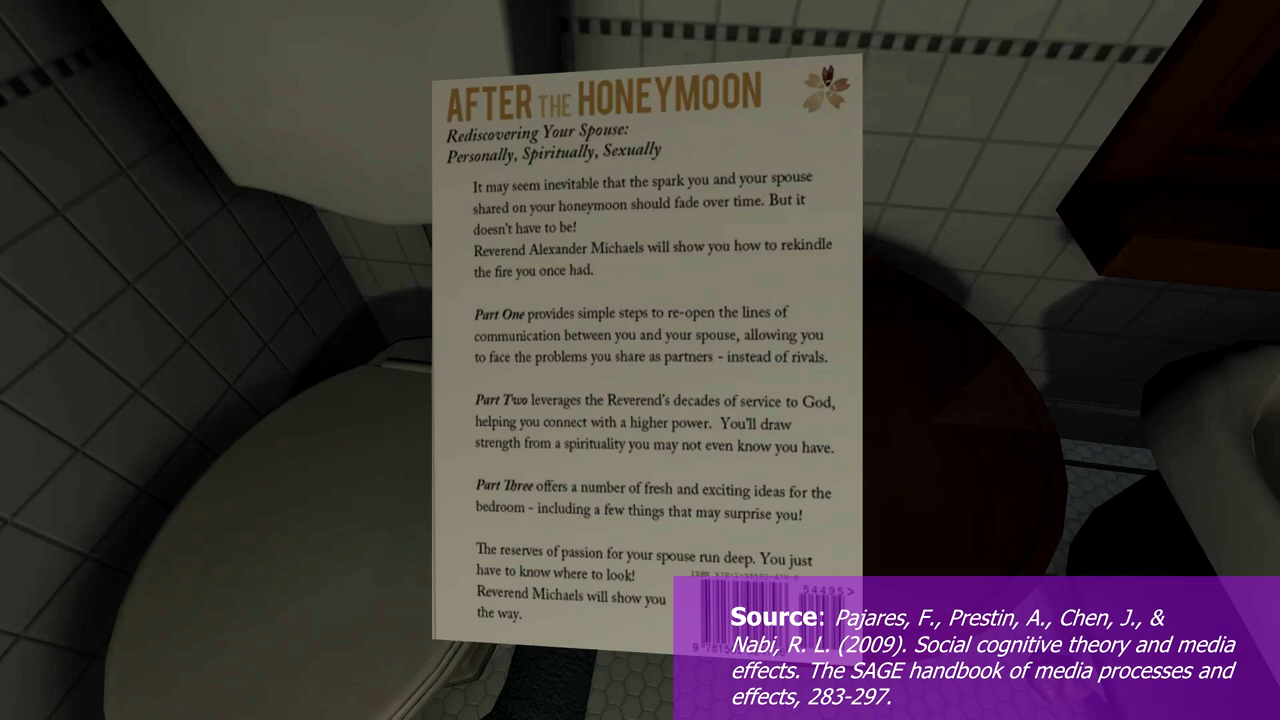 AFTER THE HONEYMOON
Rediscovering Your Spouse:
Personally, Spiritually, Sexually
It may seem inevitable that the spark you and your spouse
shared on your honeymoon should fade over time. But it
doesn't have to be!
Reverend Alexander Michaels will show you how to rekindle
the fire you once had.
Part One provides simple steps to re-open the lines of
communication between you and your spouse, allowing you
to face the problems you share as partners - instead of rivals.
Part Two leverages the Reverend's decades of service to God,
helping you connect with a higher power. You'll draw
strength from a spirituality you may not even know you have.
Part Three offers a number of fresh and exciting ideas for the
bedroom - including a few things that may surprise you!
The reserves of passion for your spouse run deep. You just
have to know where to look!
Reverend Michaels will show you
the way.
54495>
Source: Pajares, F., Prestin, A., Chen, J., &
Nabi, R. L. (2009). Social cognitive theory and media
effects. The SAGE handbook of media processes and
effects, 283-297.